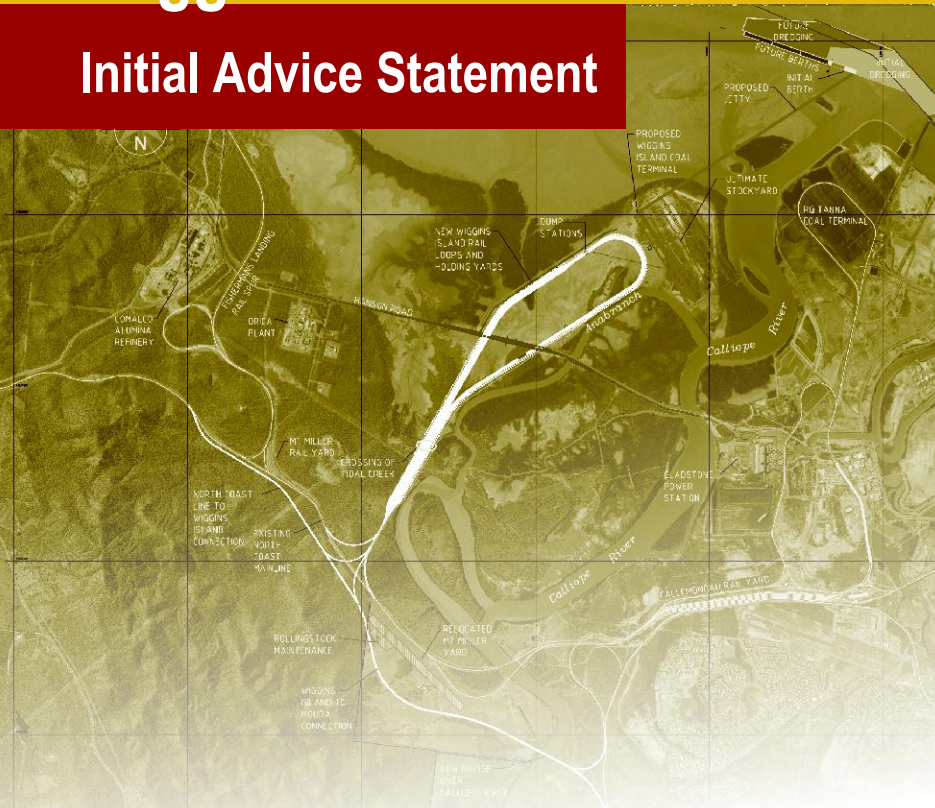 Initial Advice Statement
N
FUTURE
DREDGING
FUTURE BERTHS
INITIAL
BERTH
INITIAL
DREDGING
PROPOSED
JETTY
PROPOSED
WIGGINS
ISLAND COAL
TERMINAL
ULTIMATE
STOCKYARD
RG TANNA
COAL TERMINAL
DUMP
STATIONS
NEW WIGGINS
ISLAND RAIL
LOOPS AND
HOLDING YARDS
FISHERMANS LANDING
RAIL SPUR
HANSON ROAD
COMALCO
ALUMINA
REFINERY
ORICA
PLANT
Anabranch
Calliope River
MT MILLER
RAIL YARD
CROSSING OF
TIDAL CREEK
GLADSTONE
POWER
STATION
NORTH COAST
LINE TO
WIGGINS
ISLAND
CONNECTION
EXISTING
NORTH
COAST
MAINLINE
Calliope River
CALLEMONDAH RAIL YARD
ROLLINGSTOCK
MAINTENANCE
RELOCATED
MT MILLER
YARD
WIGGINS
ISLAND TO
MOURA
CONNECTION
NEW BRIDGE
OVER
CALLIOPE RIVER